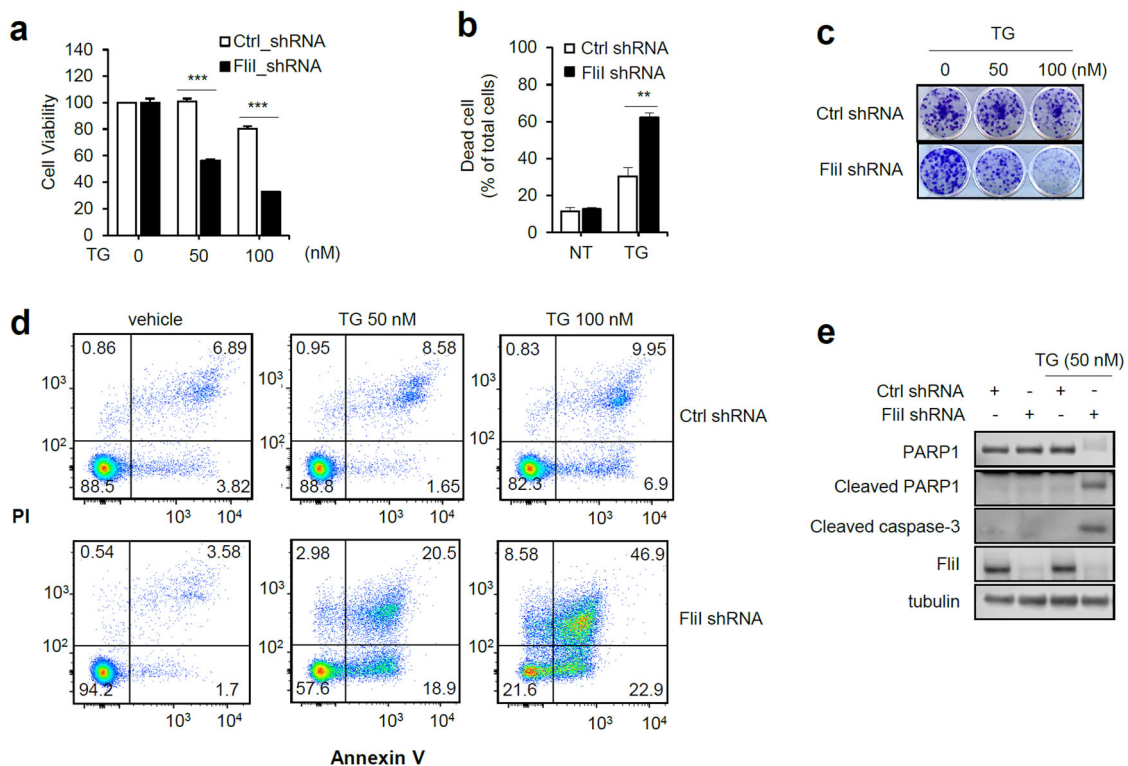 a
Ctrl_shRNA
FliI_shRNA
Cell Viability
140
120
100
80
60
40
20
0
***
***
TG 0 50 100 (nM)
b
Ctrl shRNA
FliI shRNA
Dead cell
(% of total cells)
100
80
60
40
20
0
**
NT TG
c
TG
0 50 100 (nM)
Ctrl shRNA
FliI shRNA
d
vehicle TG 50 nM TG 100 nM
0.86 6.89 0.95 8.58 0.83 9.95
10³ 10³ 10³
Ctrl shRNA
10² 10² 10²
88.5 3.82 88.8 1.65 82.3 6.9
10³ 10⁴ 10³ 10⁴ 10³ 10⁴
PI
0.54 3.58 2.98 20.5 8.58 46.9
10³ 10³ 10³
FliI shRNA
10² 10² 10²
94.2 1.7 57.6 18.9 21.6 22.9
10³ 10⁴ 10³ 10⁴ 10³ 10⁴
Annexin V
e
TG (50 nM)
Ctrl shRNA + - + -
FliI shRNA - + - +
PARP1
Cleaved PARP1
Cleaved caspase-3
FliI
tubulin